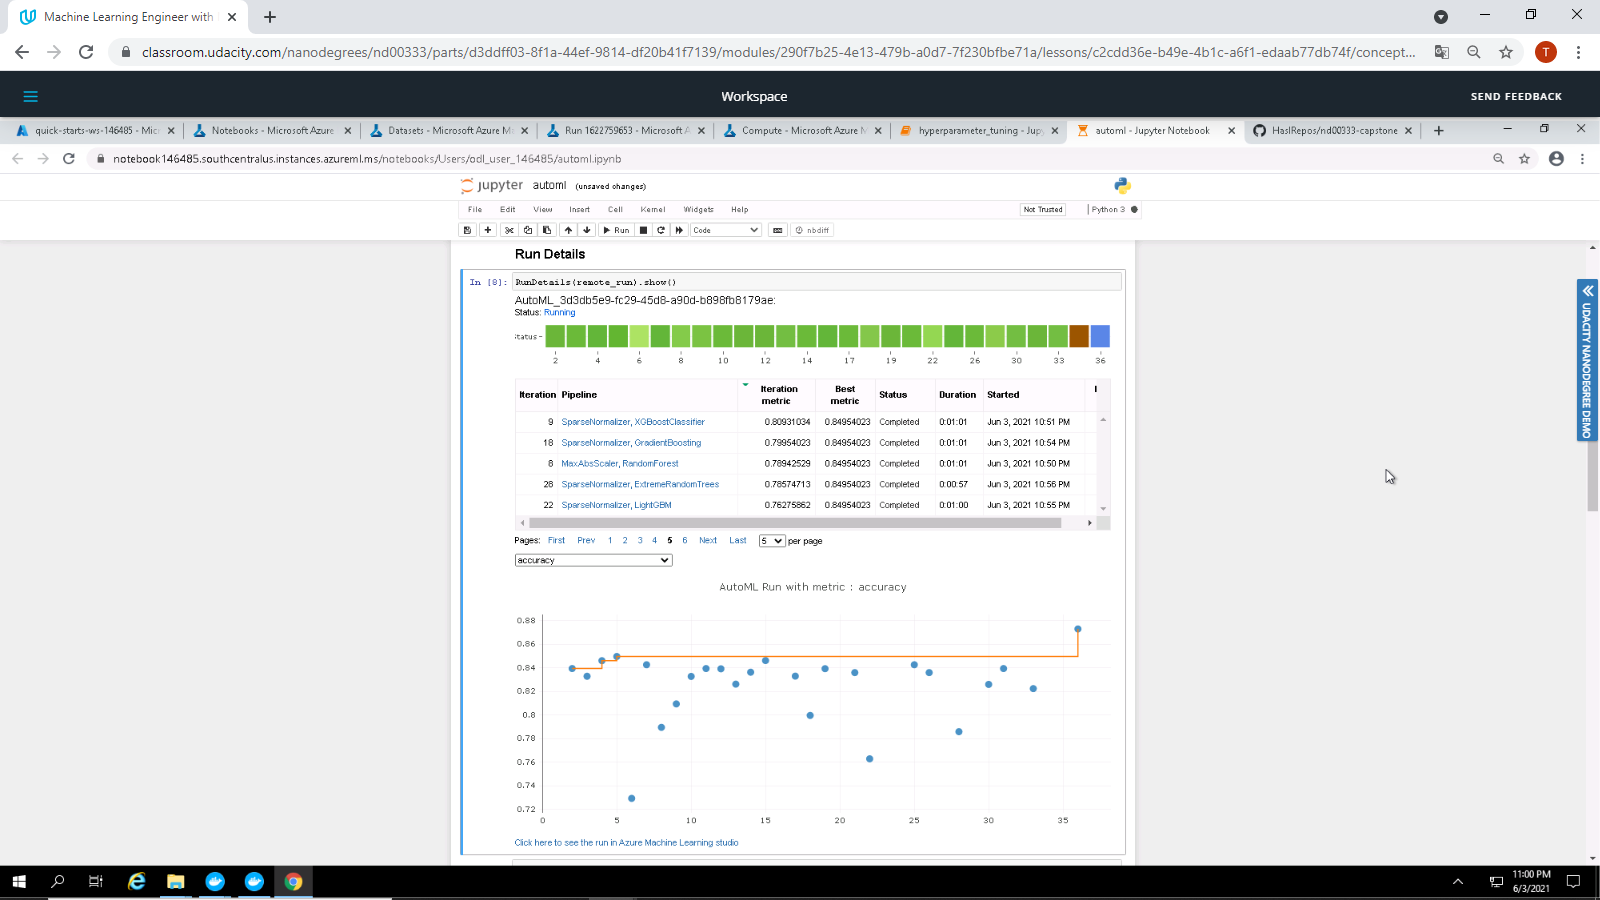 Machine Learning Engineer with
classroom.udacity.com/nanodegrees/nd00333/parts/d3ddff03-8f1a-44ef-9814-df20b41f7139/modules/290f7b25-4e13-479b-a0d7-7f230bfbe71a/lessons/c2cdd36e-b49e-4b1c-a6f1-edaab77db74f/concept...
T
Workspace
SEND FEEDBACK
quick-starts-ws-146485 - Mic
Notebooks - Microsoft Azure
Datasets - Microsoft Azure M
Run 1622759653 - Microsoft A
Compute - Microsoft Azure M
hyperparameter_tuning - Jup
automl - Jupyter Notebook
HaslRepos/nd00333-capstone
notebook146485.southcentralus.instances.azureml.ms/notebooks/Users/odl_user_146485/automl.ipynb
jupyter automl (unsaved changes)
File Edit View Insert Cell Kernel Widgets Help Not Trusted Python 3
Run Code nbdiff
Run Details
In [8]: RunDetails(remote_run).show()
AutoML_3d3db5e9-fc29-45d8-a90d-b898fb8179ae:
Status: Running
Status
2 4 6 8 10 12 14 17 19 22 26 30 33 36
Iteration Pipeline Iteration metric Best metric Status Duration Started
9 SparseNormalizer, XGBoostClassifier 0.80931034 0.84954023 Completed 0:01:01 Jun 3, 2021 10:51 PM
18 SparseNormalizer, GradientBoosting 0.79954023 0.84954023 Completed 0:01:01 Jun 3, 2021 10:54 PM
8 MaxAbsScaler, RandomForest 0.78942529 0.84954023 Completed 0:01:01 Jun 3, 2021 10:50 PM
28 SparseNormalizer, ExtremeRandomTrees 0.78574713 0.84954023 Completed 0:00:57 Jun 3, 2021 10:56 PM
22 SparseNormalizer, LightGBM 0.76275862 0.84954023 Completed 0:01:00 Jun 3, 2021 10:55 PM
Pages: First Prev 1 2 3 4 5 6 Next Last 5 per page
accuracy
AutoML Run with metric : accuracy
0.88
0.86
0.84
0.82
0.8
0.78
0.76
0.74
0.72
0 5 10 15 20 25 30 35
Click here to see the run in Azure Machine Learning studio
UDACITY NANODEGREE DEMO
11:00 PM
6/3/2021